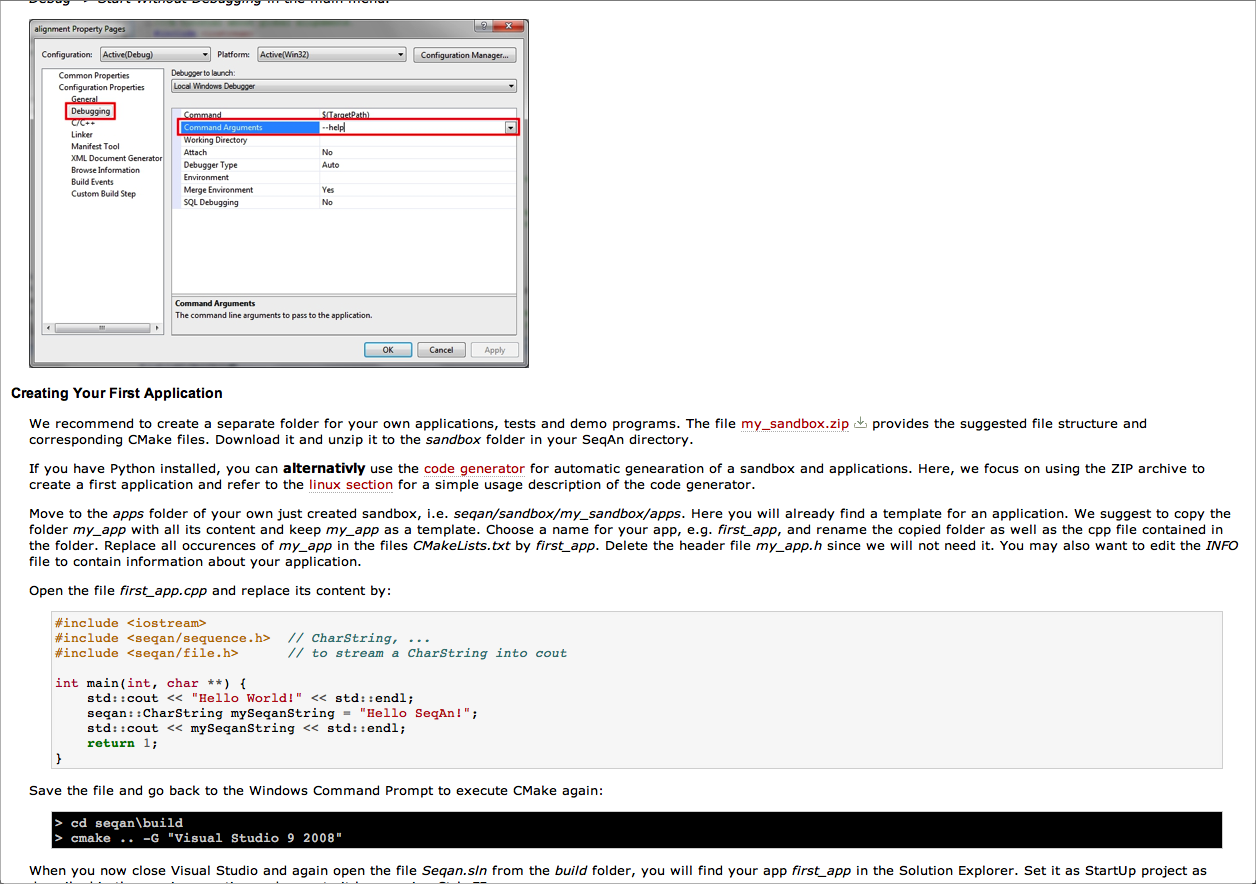 Debug -> Start Without Debugging in the main menu.
alignment Property Pages
Configuration: Active(Debug) Platform: Active(Win32) Configuration Manager...
Common Properties
Configuration Properties
General
Debugging
C/C++
Linker
Manifest Tool
XML Document Generator
Browse Information
Build Events
Custom Build Step
Debugger to launch:
Local Windows Debugger
Command $(TargetPath)
Command Arguments --help
Working Directory
Attach No
Debugger Type Auto
Environment
Merge Environment Yes
SQL Debugging No
Command Arguments
The command line arguments to pass to the application.
OK Cancel Apply
Creating Your First Application
We recommend to create a separate folder for your own applications, tests and demo programs. The file my_sandbox.zip provides the suggested file structure and
corresponding CMake files. Download it and unzip it to the sandbox folder in your SeqAn directory.
If you have Python installed, you can alternativly use the code generator for automatic genearation of a sandbox and applications. Here, we focus on using the ZIP archive to
create a first application and refer to the linux section for a simple usage description of the code generator.
Move to the apps folder of your own just created sandbox, i.e. seqan/sandbox/my_sandbox/apps. Here you will already find a template for an application. We suggest to copy the
folder my_app with all its content and keep my_app as a template. Choose a name for your app, e.g. first_app, and rename the copied folder as well as the cpp file contained in
the folder. Replace all occurences of my_app in the files CMakeLists.txt by first_app. Delete the header file my_app.h since we will not need it. You may also want to edit the INFO
file to contain information about your application.
Open the file first_app.cpp and replace its content by:
#include <iostream>
#include <seqan/sequence.h>  // CharString, ...
#include <seqan/file.h>      // to stream a CharString into cout
int main(int, char **) {
    std::cout << "Hello World!" << std::endl;
    seqan::CharString mySeqanString = "Hello SeqAn!";
    std::cout << mySeqanString << std::endl;
    return 1;
}
Save the file and go back to the Windows Command Prompt to execute CMake again:
> cd seqan\build
> cmake .. -G "Visual Studio 9 2008"
When you now close Visual Studio and again open the file Seqan.sln from the build folder, you will find your app first_app in the Solution Explorer. Set it as StartUp project as